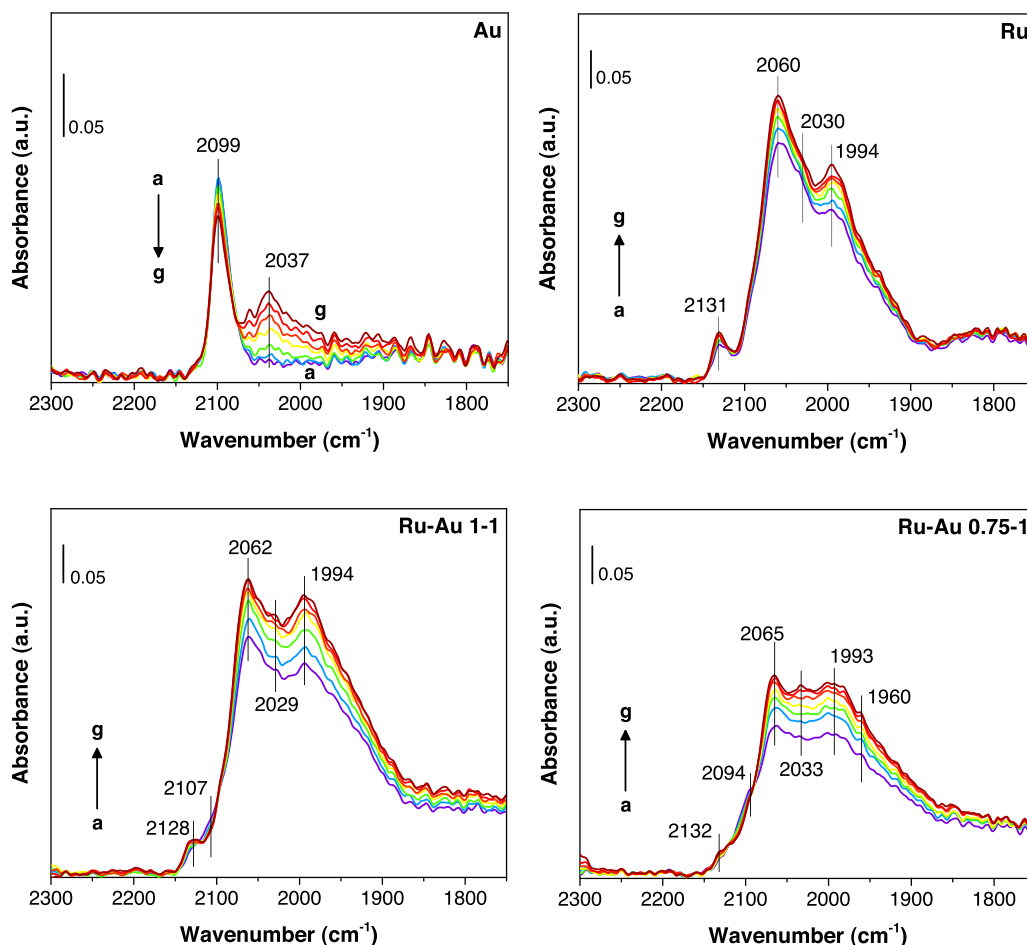 Au
0.05
2099
a
g
2037
g
a
2300 2200 2100 2000 1900 1800
Wavenumber (cm-1)
Absorbance (a.u.)
Ru
0.05
2060
2030
1994
g
a
2131
2300 2200 2100 2000 1900 1800
Wavenumber (cm-1)
Absorbance (a.u.)
Ru-Au 1-1
0.05
2062
1994
2029
g
a
2107
2128
2300 2200 2100 2000 1900 1800
Wavenumber (cm-1)
Absorbance (a.u.)
Ru-Au 0.75-1
0.05
2065
1993
1960
g
a
2094
2033
2132
2300 2200 2100 2000 1900 1800
Wavenumber (cm-1)
Absorbance (a.u.)